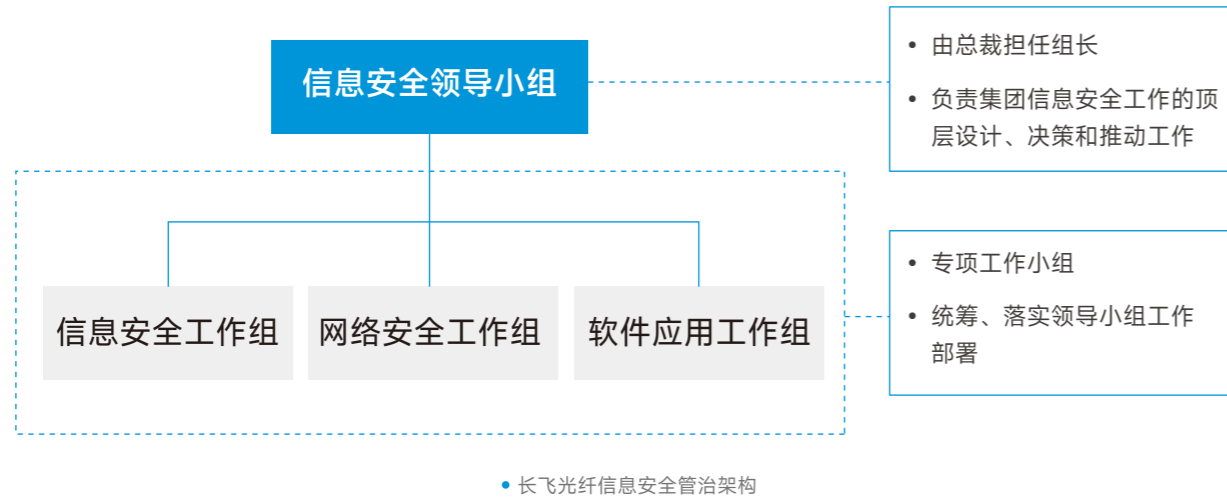 信息安全领导小组
• 由总裁担任组长
• 负责集团信息安全工作的顶
层设计、决策和推动工作
信息安全工作组
网络安全工作组
软件应用工作组
• 专项工作小组
• 统筹、落实领导小组工作
部署
• 长飞光纤信息安全管治架构